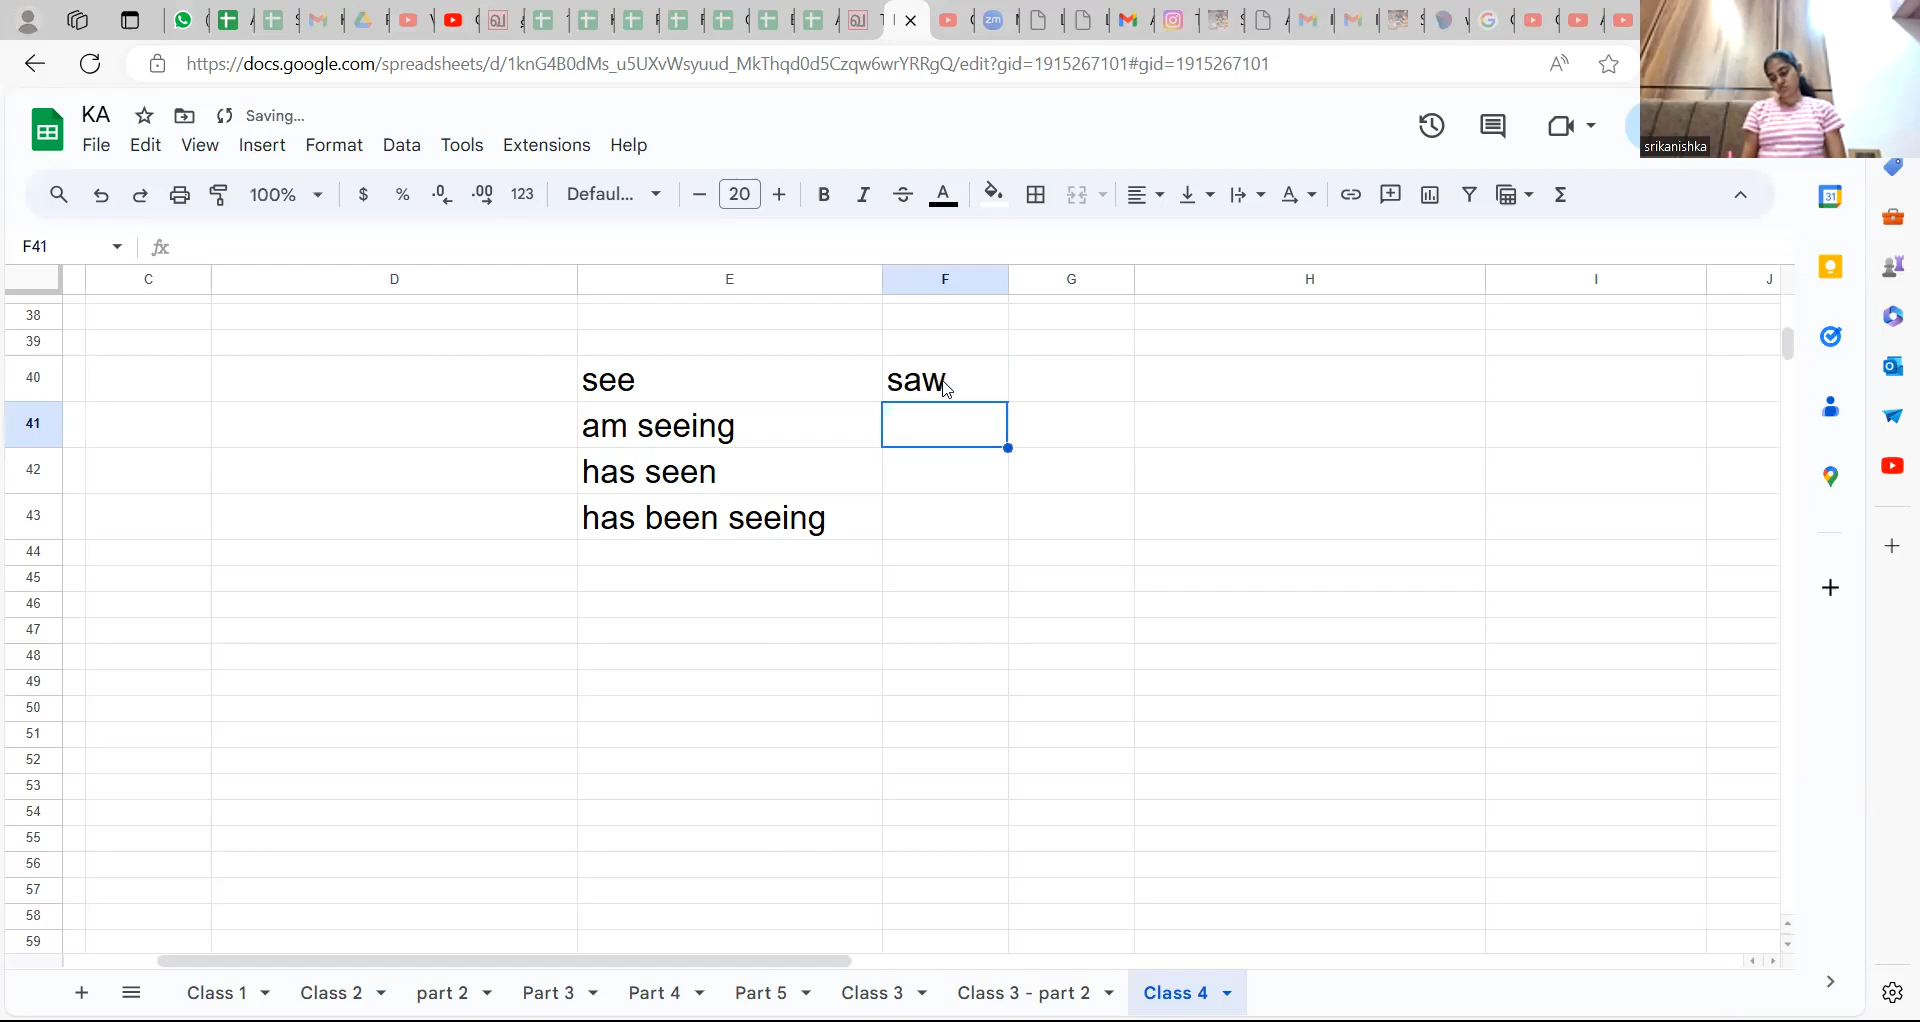 https://docs.google.com/spreadsheets/d/1knG4B0dMs_u5UXvWsyuud_MkThqd0d5Czqw6wrYRRgQ/edit?gid=1915267101#gid=1915267101
srikanishka
KA
Saving...
File Edit View Insert Format Data Tools Extensions Help
100% $ % .0 .00 123 Defaul... 20 B I A
F41 fx
C D E F G H I J
38
39
40 see saw
41 am seeing
42 has seen
43 has been seeing
44
45
46
47
48
49
50
51
52
53
54
55
56
57
58
59
Class 1 Class 2 part 2 Part 3 Part 4 Part 5 Class 3 Class 3 - part 2 Class 4